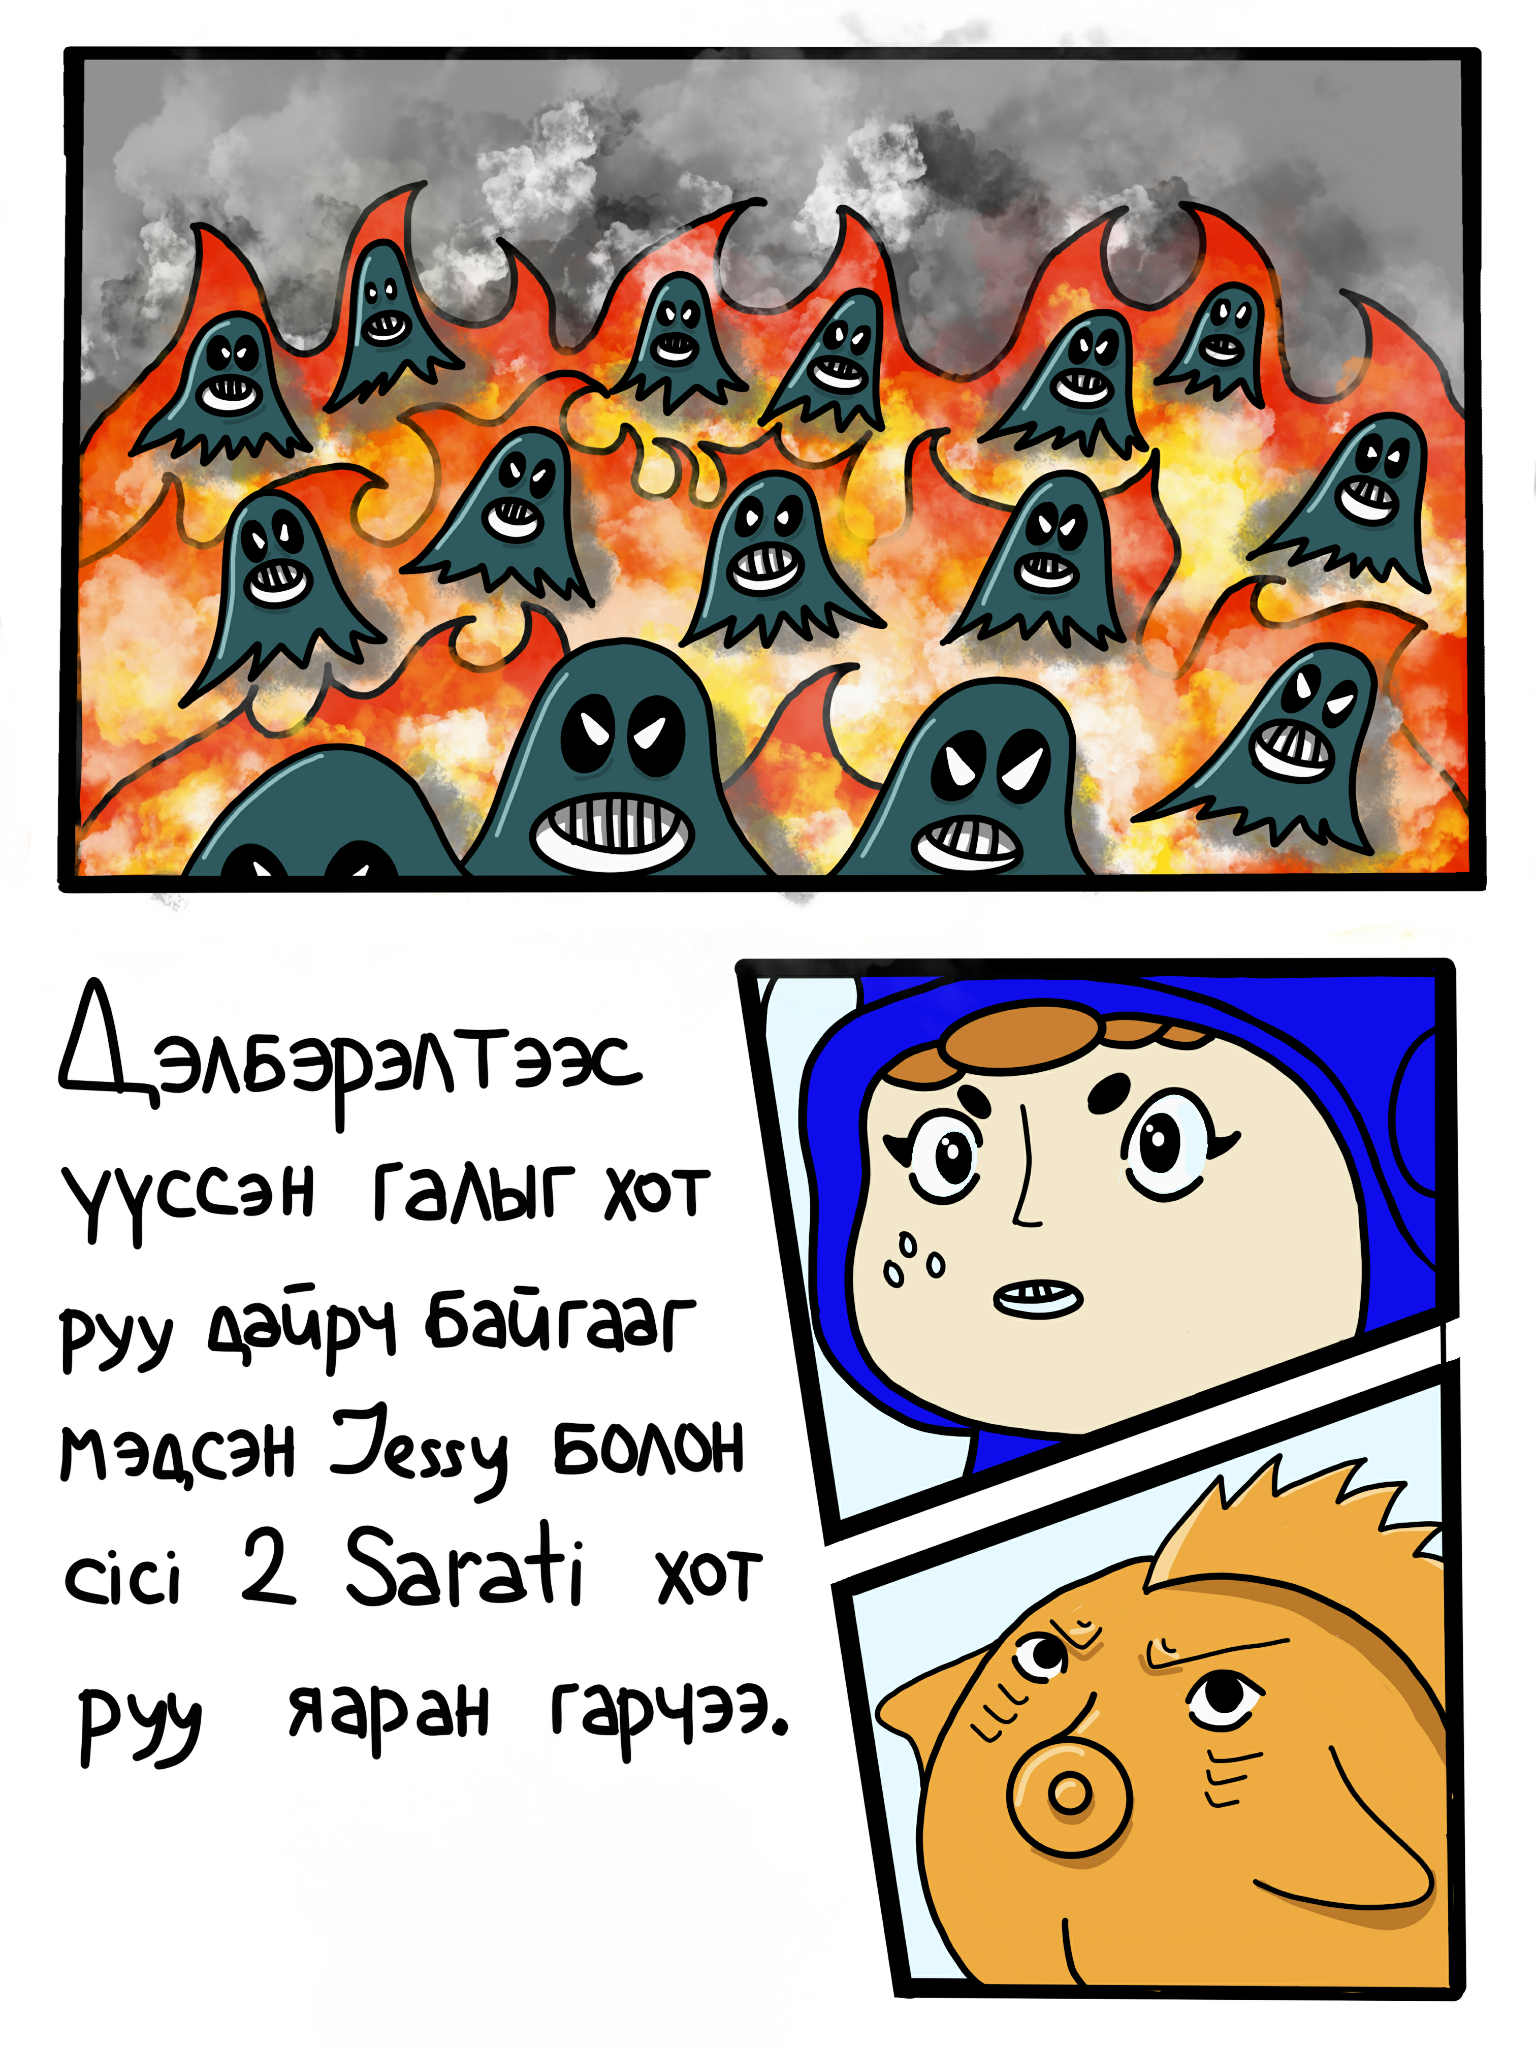 Дэлбэрэлтээс
үүссэн галыг хот
руу дайрч байгааг
мэдсэн Jessy болон
cici 2 Sarati хот
руу яаран гарчээ.